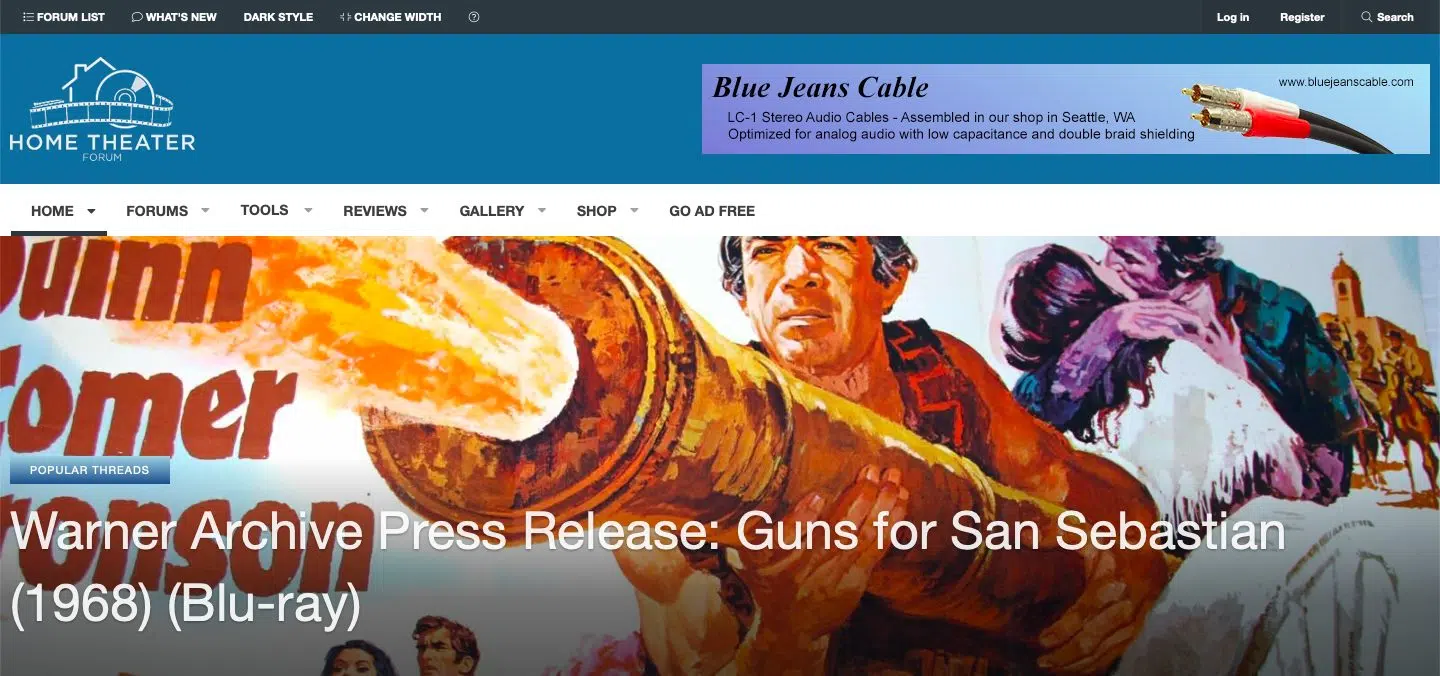 FORUM LIST WHAT'S NEW DARK STYLE CHANGE WIDTH Log in Register Search
HOME THEATER
FORUM
Blue Jeans Cable
www.bluejeanscable.com
LC-1 Stereo Audio Cables - Assembled in our shop in Seattle, WA
Optimized for analog audio with low capacitance and double braid shielding
HOME FORUMS TOOLS REVIEWS GALLERY SHOP GO AD FREE
Quinn
Comer
POPULAR THREADS
Bronson
Warner Archive Press Release: Guns for San Sebastian
(1968) (Blu-ray)